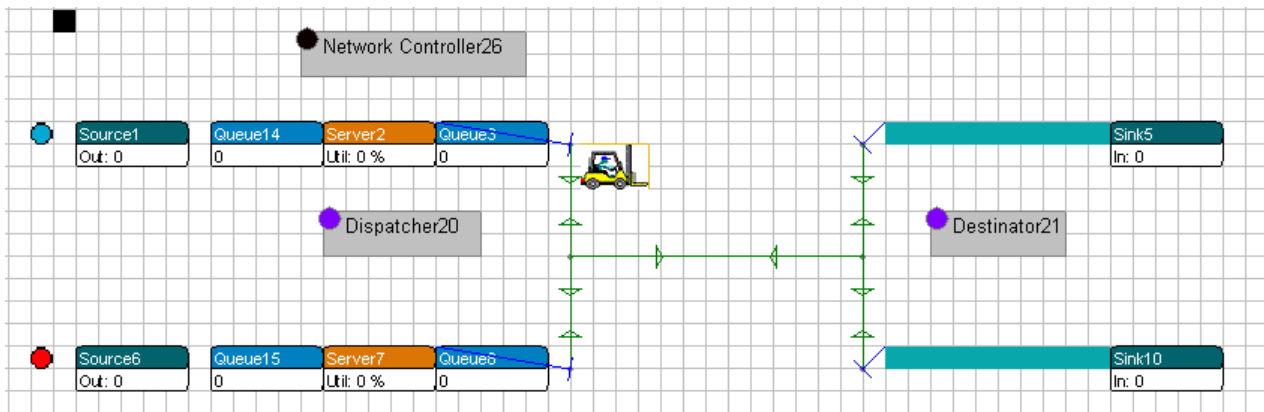 Network Controller26
Source1 Queue14 Server2 Queue3 Sink5
Out: 0 0 Util: 0 % 0 In: 0
Dispatcher20 Destinator21
Source6 Queue15 Server7 Queue8 Sink10
Out: 0 0 Util: 0 % 0 In: 0